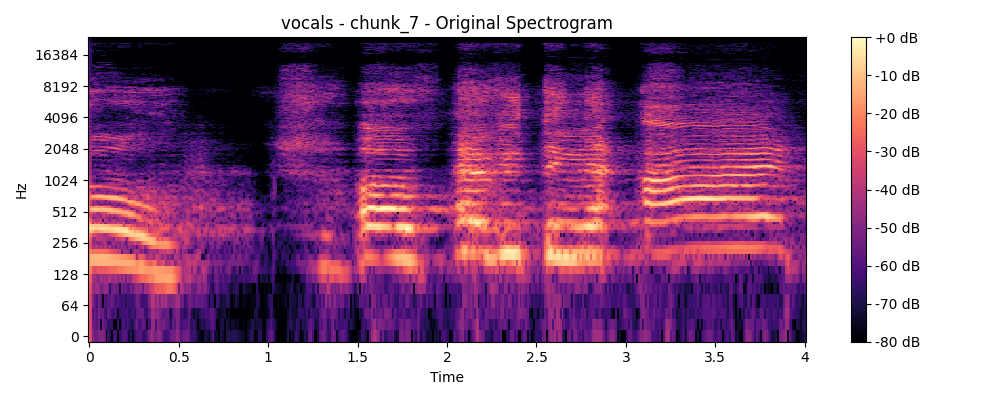 vocals - chunk_7 - Original Spectrogram
Hz
16384
8192
4096
2048
1024
512
256
128
64
0
0 0.5 1 1.5 2 2.5 3 3.5 4
Time
+0 dB
-10 dB
-20 dB
-30 dB
-40 dB
-50 dB
-60 dB
-70 dB
-80 dB